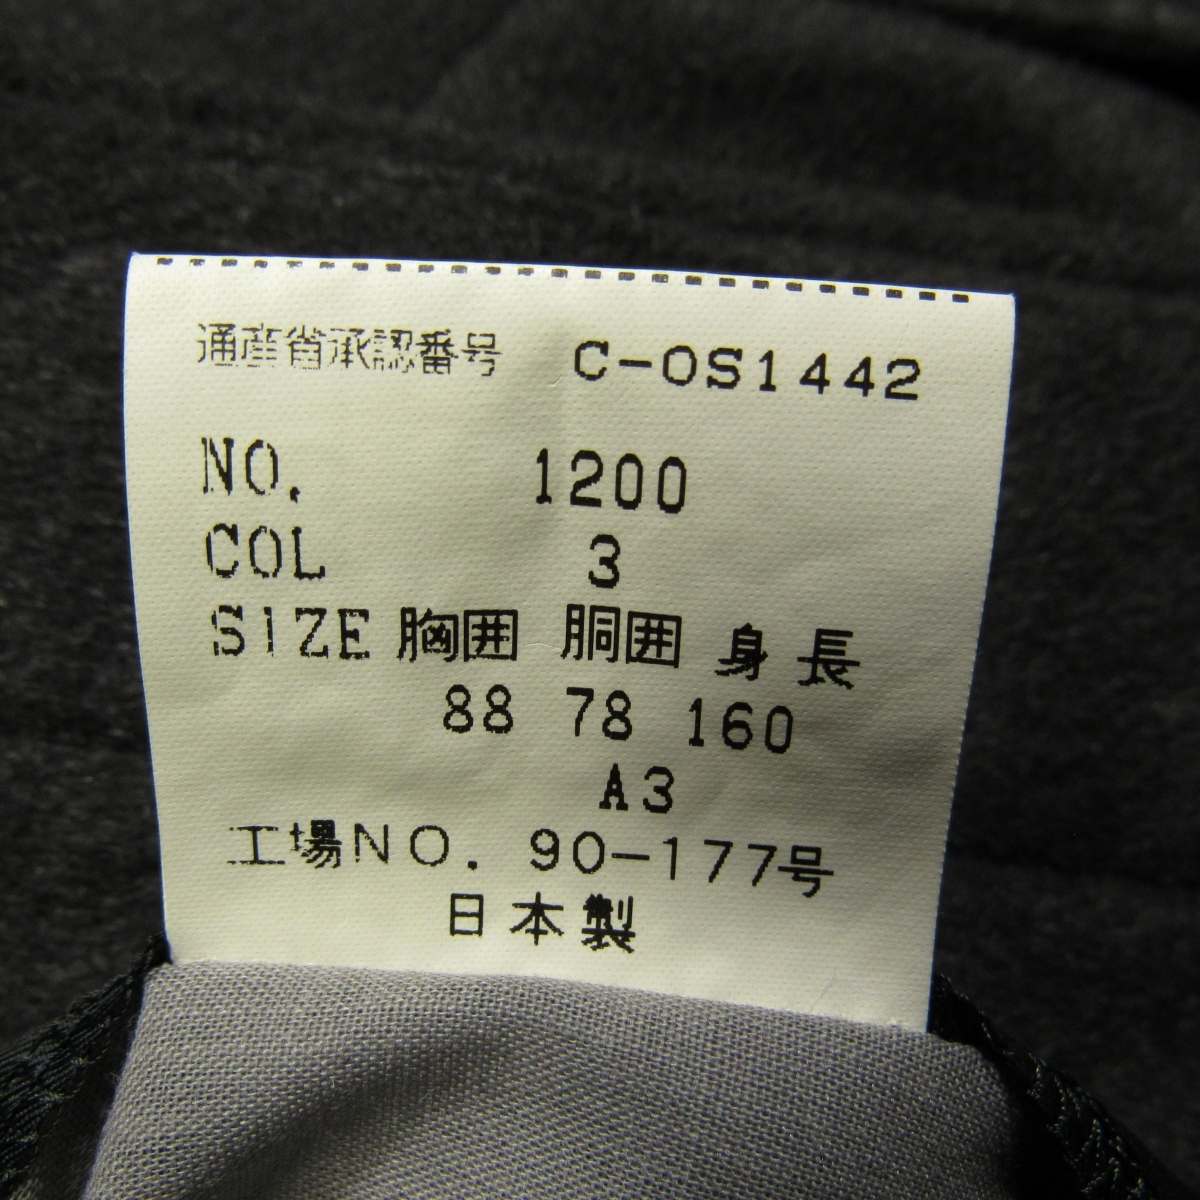 通産省承認番号 C-OS1442
NO. 1200
COL 3
SIZE 胸囲 胴囲 身長
88 78 160
A3
工場NO. 90-177号
日本製